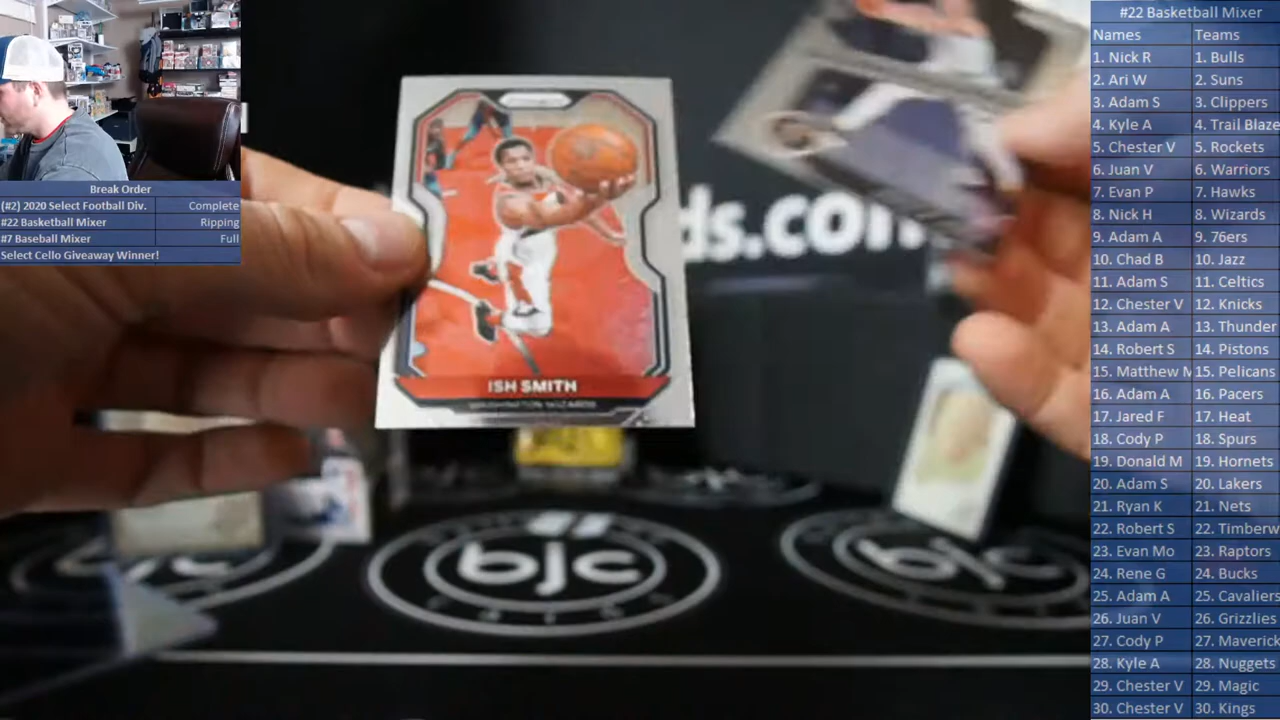 #22 Basketball Mixer
Names Teams
1. Nick R 1. Bulls
2. Ari W 2. Suns
3. Adam S 3. Clippers
4. Kyle A 4. Trail Blaze
5. Chester V 5. Rockets
6. Juan V 6. Warriors
7. Evan P 7. Hawks
8. Nick H 8. Wizards
9. Adam A 9. 76ers
10. Chad B 10. Jazz
11. Adam S 11. Celtics
12. Chester V 12. Knicks
13. Adam A 13. Thunder
14. Robert S 14. Pistons
15. Matthew M 15. Pelicans
16. Adam A 16. Pacers
17. Jared F 17. Heat
18. Cody P 18. Spurs
19. Donald M 19. Hornets
20. Adam S 20. Lakers
21. Ryan K 21. Nets
22. Robert S 22. Timberw
23. Evan Mo 23. Raptors
24. Rene G 24. Bucks
25. Adam A 25. Cavaliers
26. Juan V 26. Grizzlies
27. Cody P 27. Maverick
28. Kyle A 28. Nuggets
29. Chester V 29. Magic
30. Chester V 30. Kings
Break Order
(#2) 2020 Select Football Div. Complete
#22 Basketball Mixer Ripping
#7 Baseball Mixer Full
Select Cello Giveaway Winner!
ds.com
ISH SMITH
WASHINGTON WIZARDS
bjc
bjc